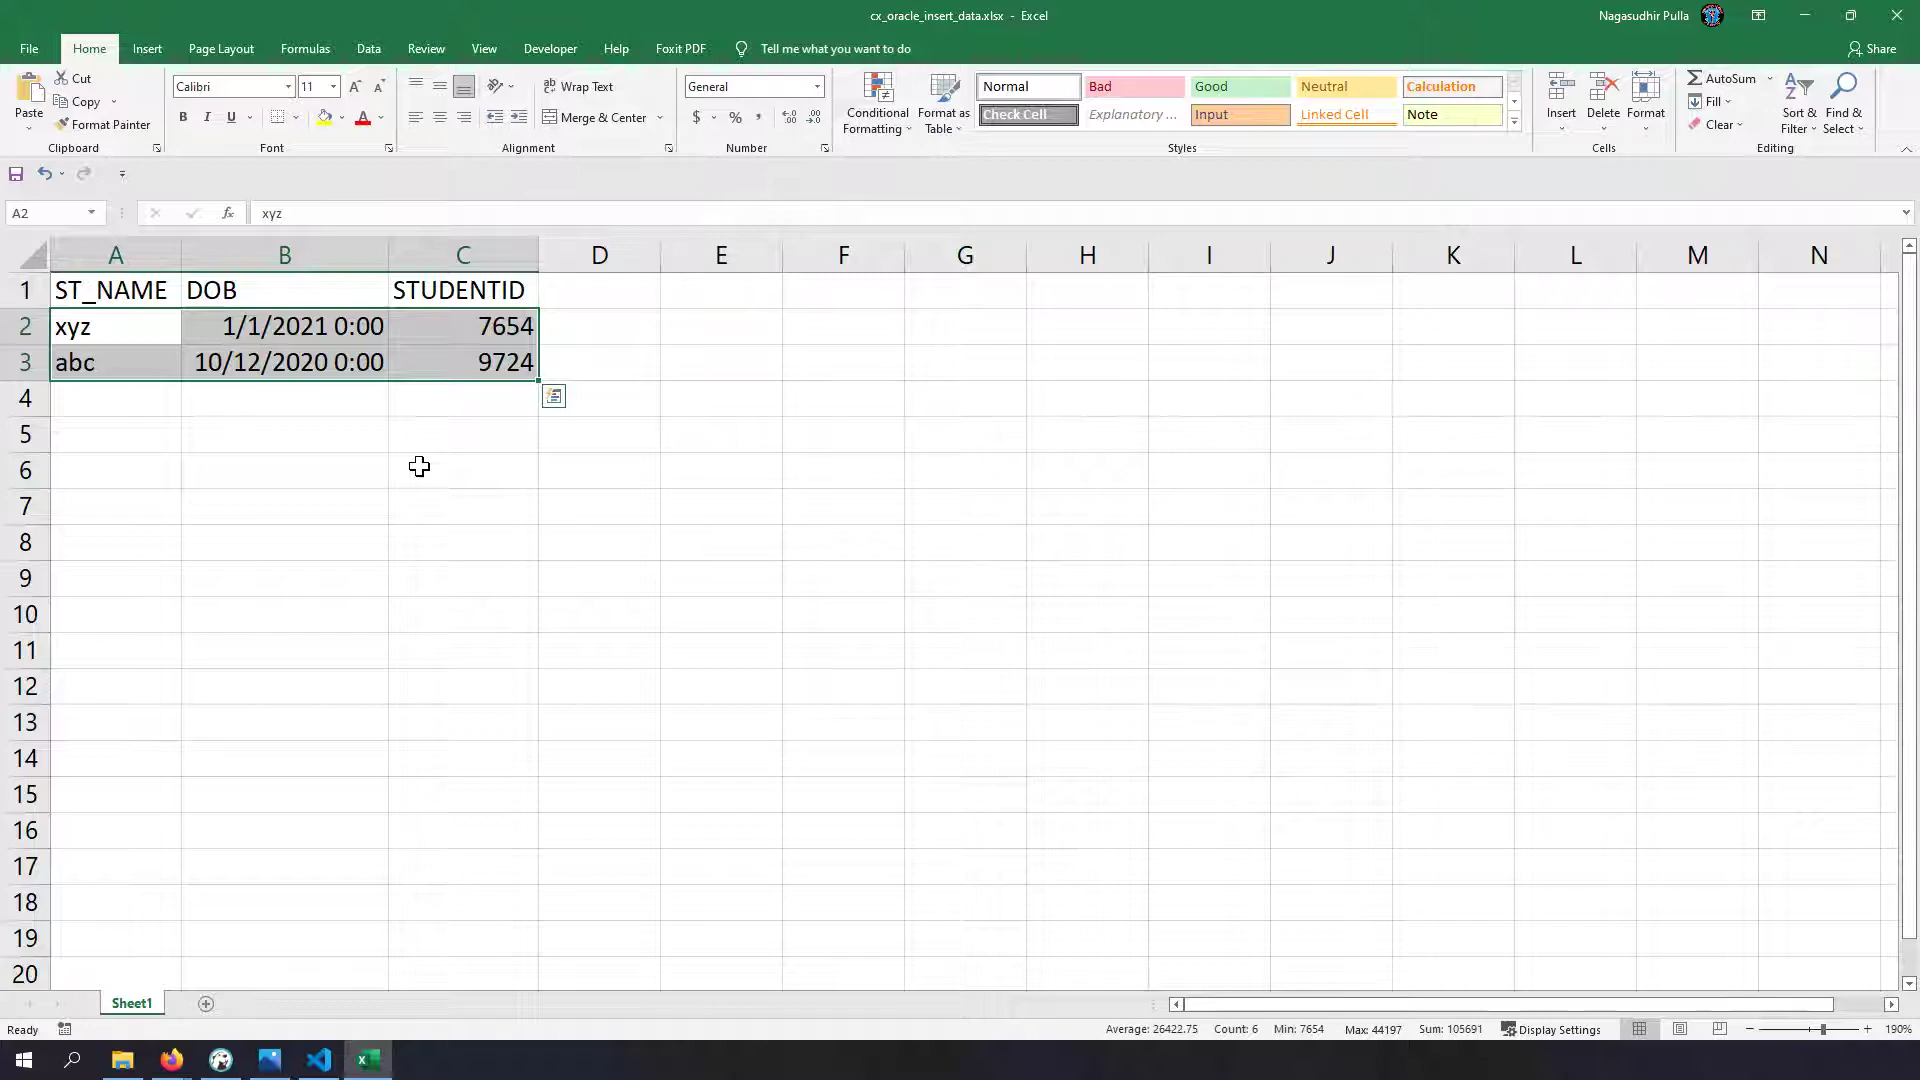 cx_oracle_insert_data.xlsx - Excel
Nagasudhir Pulla
File Home Insert Page Layout Formulas Data Review View Developer Help Foxit PDF Tell me what you want to do Share
Paste
Cut
Copy
Format Painter
Clipboard
Calibri 11
B I U
Font
Wrap Text
Merge & Center
Alignment
General
$ % ,
Number
Conditional
Formatting
Format as
Table
Normal Bad Good Neutral Calculation
Check Cell Explanatory ... Input Linked Cell Note
Styles
Insert Delete Format
Cells
AutoSum
Fill
Clear
Sort &
Filter
Find &
Select
Editing
A2 fx xyz
A B C D E F G H I J K L M N
1 ST_NAME DOB STUDENTID
2 xyz 1/1/2021 0:00 7654
3 abc 10/12/2020 0:00 9724
4
5
6
7
8
9
10
11
12
13
14
15
16
17
18
19
20
Sheet1
Ready Average: 26422.75 Count: 6 Min: 7654 Max: 44197 Sum: 105691 Display Settings 190%